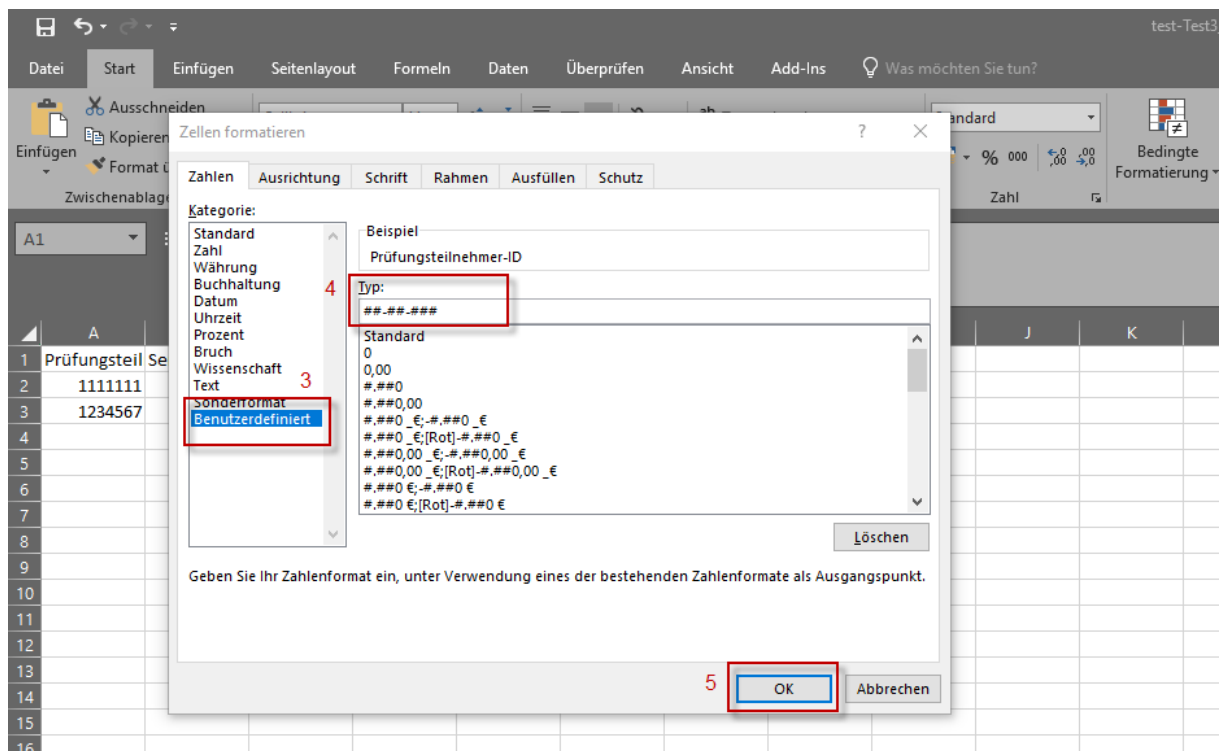 test-Test3
Datei Start Einfügen Seitenlayout Formeln Daten Überprüfen Ansicht Add-Ins Was möchten Sie tun?
Ausschneiden
Kopieren
Format ü
Einfügen
Zwischenablage
andard
% 000
Zahl
Bedingte
Formatierung
A1
Zellen formatieren
Zahlen Ausrichtung Schrift Rahmen Ausfüllen Schutz
Kategorie:
Standard
Zahl
Währung
Buchhaltung
Datum
Uhrzeit
Prozent
Bruch
Wissenschaft
Text
Sonderformat
Benutzerdefiniert
3
Beispiel
Prüfungsteilnehmer-ID
4
Typ:
##-##-###
Standard
0
0,00
#.##0
#.##0,00
#.##0 _€;-#.##0 _€
#.##0 _€;[Rot]-#.##0 _€
#.##0,00 _€;-#.##0,00 _€
#.##0,00 _€;[Rot]-#.##0,00 _€
#.##0 €;-#.##0 €
#.##0 €;[Rot]-#.##0 €
Löschen
Geben Sie Ihr Zahlenformat ein, unter Verwendung eines der bestehenden Zahlenformate als Ausgangspunkt.
5
OK Abbrechen
A J K
1 Prüfungsteil Se
2 1111111
3 1234567
4
5
6
7
8
9
10
11
12
13
14
15
16